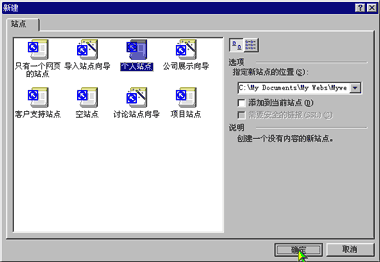 新建
站点
只有一个网页的站点
导入站点向导
个人站点
公司展示向导
客户支持站点
空站点
讨论站点向导
项目站点
选项
指定新站点的位置(S):
C:\My Documents\My Webs\Mywe
添加到当前站点(D)
需要安全的链接(SSL)(C)
说明
创建一个没有内容的新站点。
确定
取消